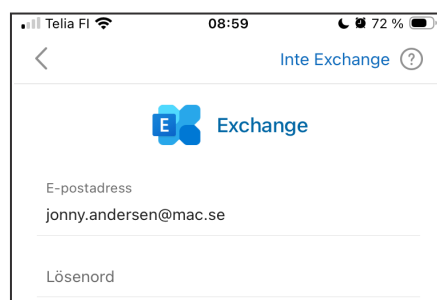 Telia FI 08:59 72 %
Inte Exchange ?
E Exchange
E-postadress
jonny.andersen@mac.se
Lösenord